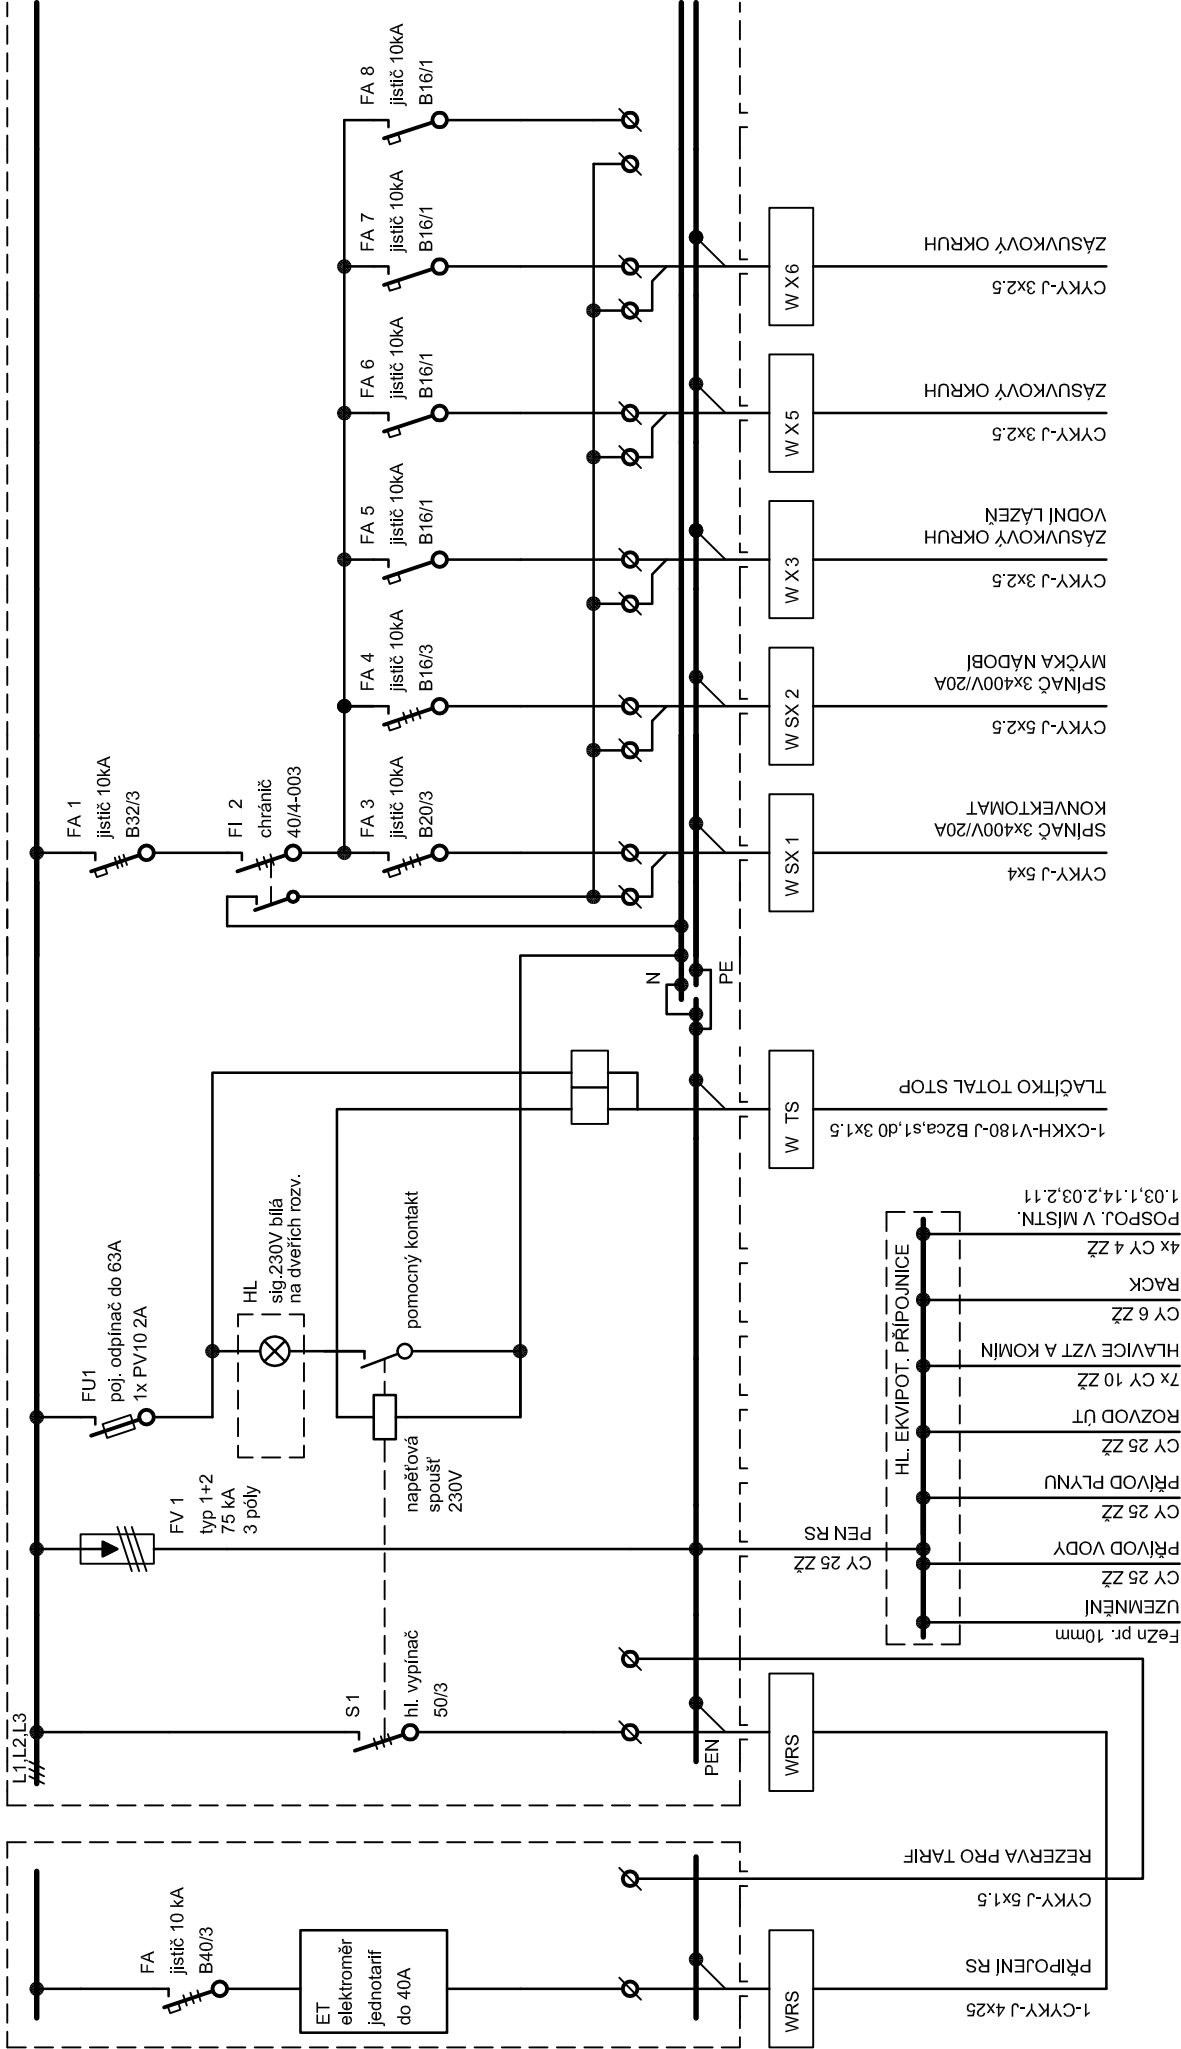 L1,L2,L3
FA
jistič 10 kA
B40/3
ET
elektroměr
jednotarif
do 40A
WRS
1-CYKY-J 4x25
PŘIPOJENÍ RS
CYKY-J 5x1.5
REZERVA PRO TARIF
S1
hl. vypínač
50/3
PEN
WRS
FV 1
typ 1+2
75 kA
3 póly
CY 25 ZŽ
PEN RS
FU1
poj. odpínač do 63A
1x PV10 2A
HL
sig.230V bílá
na dveřích rozv.
pomocný kontakt
napěťová
spoušť
230V
HL. EKVIPOT. PŘÍPOJNICE
FeZn pr. 10mm
UZEMNĚNÍ
CY 25 ZŽ
PŘÍVOD VODY
CY 25 ZŽ
PŘÍVOD PLYNU
CY 25 ZŽ
ROZVOD ÚT
7x CY 10 ZŽ
HLAVICE VZT A KOMÍN
CY 6 ZŽ
RACK
4x CY 4 ZŽ
POSPOJ. V MÍSTN.
1.03,1.14,2.03,2.11
W TS
1-CXKH-V180-J B2ca,s1,d0 3x1.5
TLAČÍTKO TOTAL STOP
N
PE
FA 1
jistič 10kA
B32/3
FI 2
chránič
40/4-003
FA 3
jistič 10kA
B20/3
W SX 1
CYKY-J 5x4
SPÍNAČ 3x400V/20A
KONVEKTOMAT
FA 4
jistič 10kA
B16/3
W SX 2
CYKY-J 5x2.5
SPÍNAČ 3x400V/20A
MYČKA NÁDOBÍ
FA 5
jistič 10kA
B16/1
W X3
CYKY-J 3x2.5
ZÁSUVKOVÝ OKRUH
VODNÍ LÁZEŇ
FA 6
jistič 10kA
B16/1
W X5
CYKY-J 3x2.5
ZÁSUVKOVÝ OKRUH
FA 7
jistič 10kA
B16/1
W X6
CYKY-J 3x2.5
ZÁSUVKOVÝ OKRUH
FA 8
jistič 10kA
B16/1